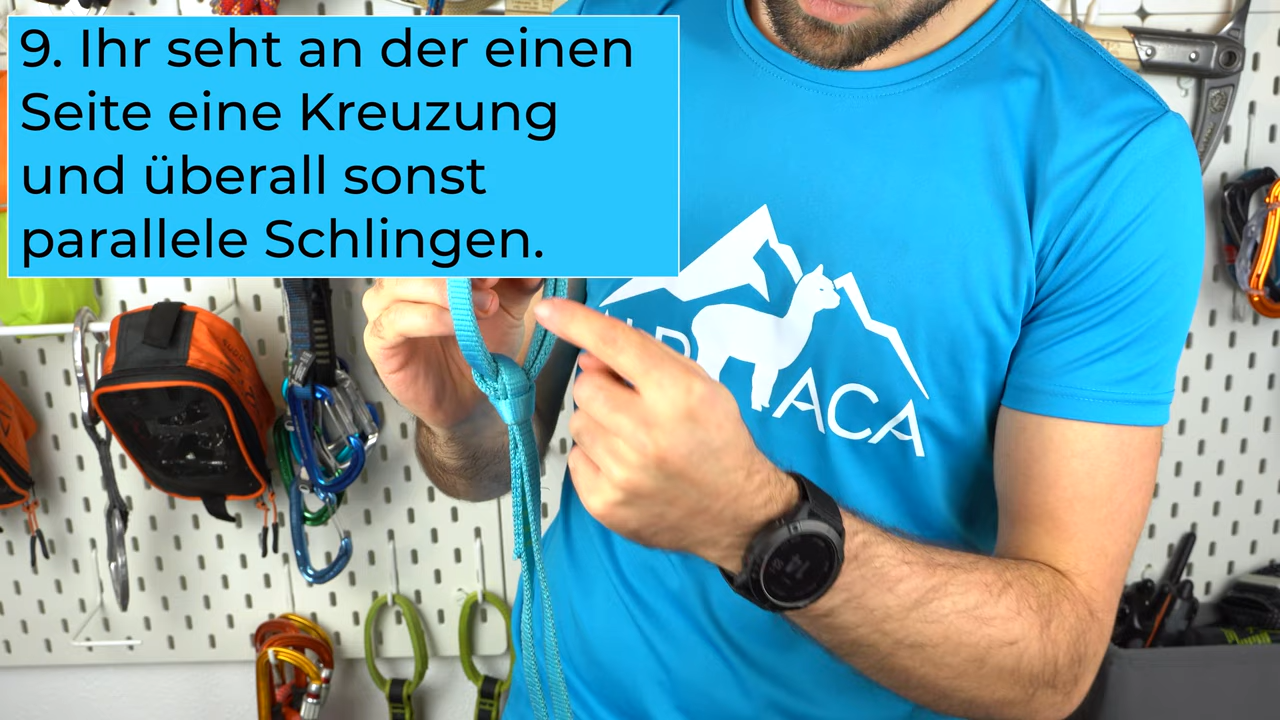 9. Ihr seht an der einen
Seite eine Kreuzung
und überall sonst
parallele Schlingen.
ACA